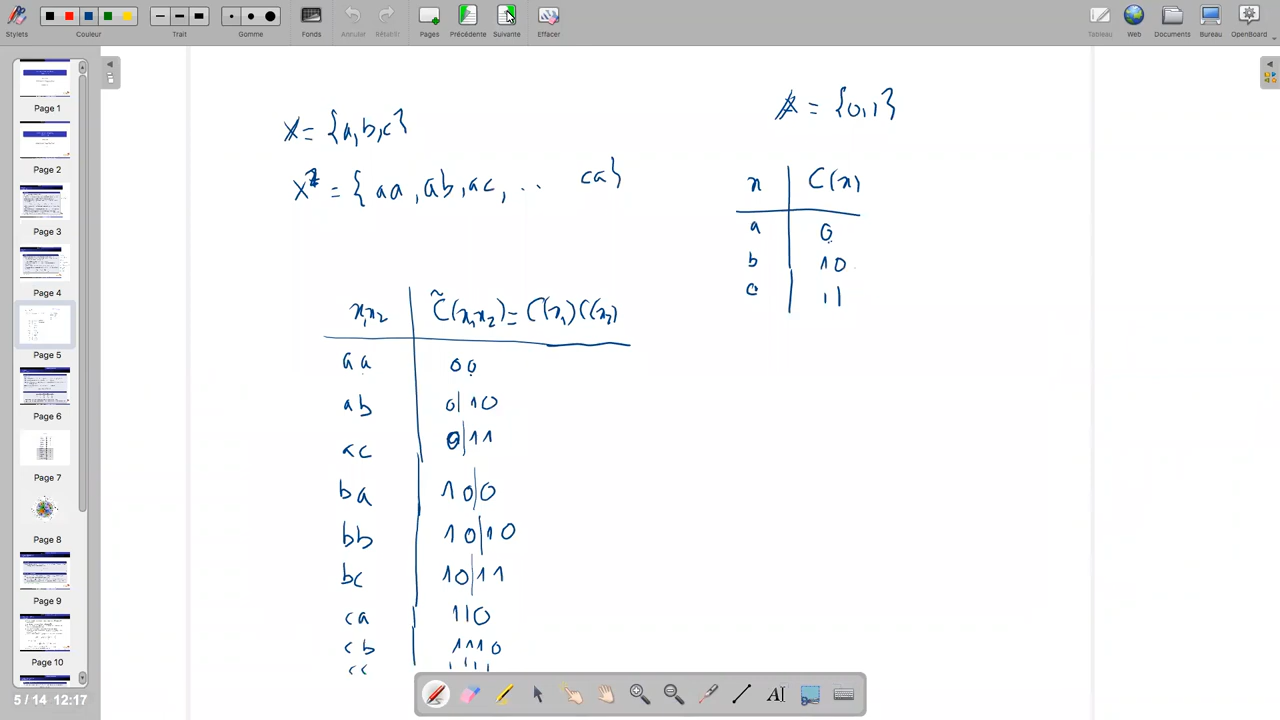 Stylets
Couleur
Trait
Gomme
Fonds
Annuler
Rétablir
Pages
Précédente
Suivante
Effacer
Tableau
Web
Documents
Bureau
OpenBoard
Page 1
Page 2
Page 3
Page 4
Page 5
Page 6
Page 7
Page 8
Page 9
Page 10
5 / 14 12:17
X = {a,b,c}
X² = { aa , ab , ac , .. ca}
= {0,1}
x C(x)
a 0
b 10
c 11
x₁x₂ C̃(x₁x₂) = C(x₁)C(x₂)
aa 00
ab 0|10
ac 0|11
ba 10|0
bb 10|10
bc 10|11
ca 110
cb 1110
cc 1111